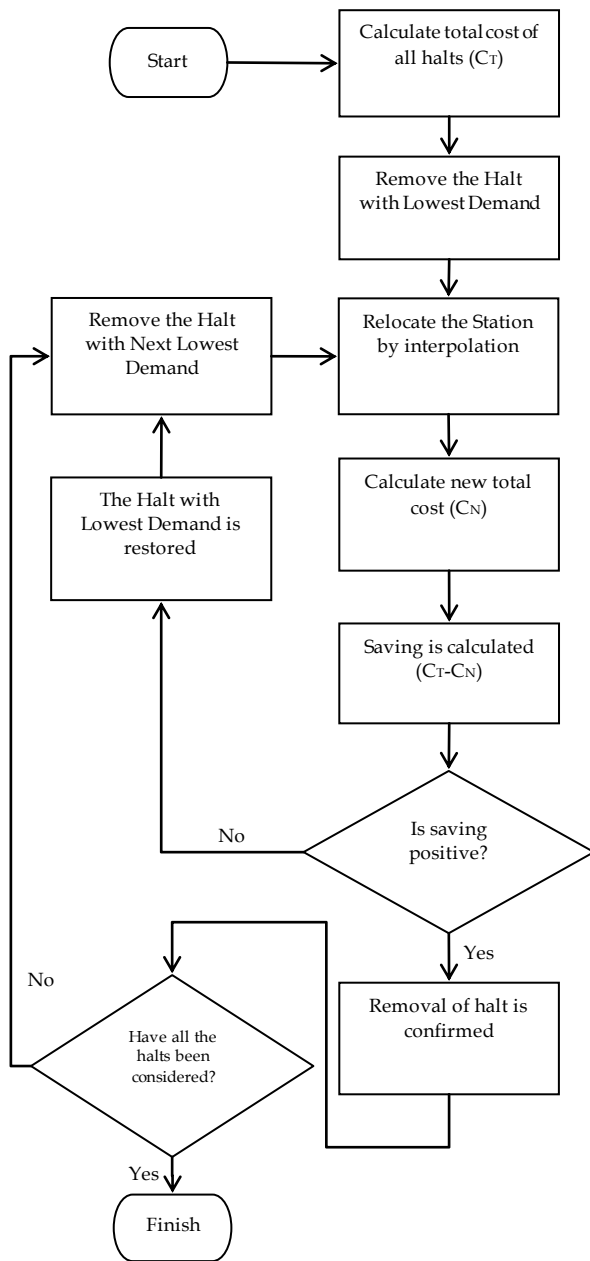 Start
Calculate total cost of
all halts (CT)
Remove the Halt
with Lowest Demand
Remove the Halt
with Next Lowest
Demand
Relocate the Station
by interpolation
The Halt with
Lowest Demand is
restored
Calculate new total
cost (CN)
Saving is calculated
(CT-CN)
No
Is saving
positive?
Yes
Removal of halt is
confirmed
No
Have all the
halts been
considered?
Yes
Finish